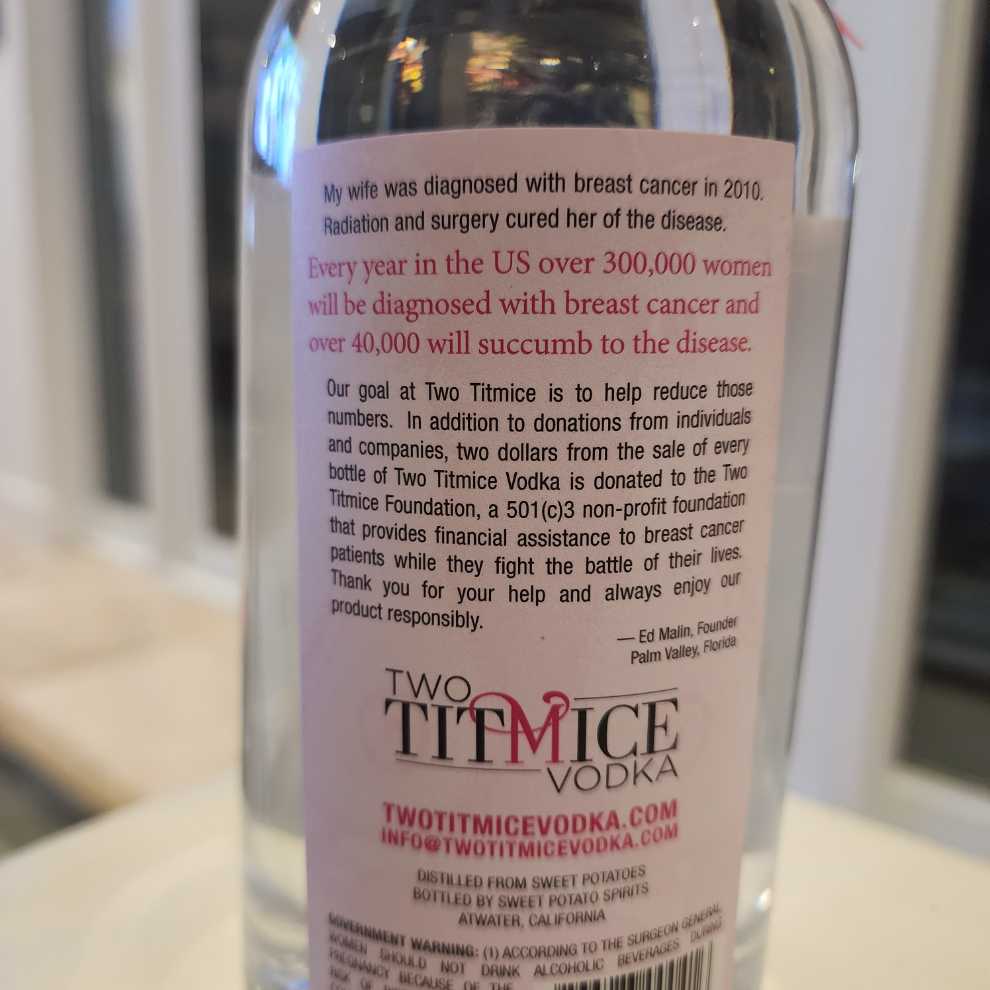 My wife was diagnosed with breast cancer in 2010.
Radiation and surgery cured her of the disease.
Every year in the US over 300,000 women
will be diagnosed with breast cancer and
over 40,000 will succumb to the disease.
Our goal at Two Titmice is to help reduce those
numbers. In addition to donations from individuals
and companies, two dollars from the sale of every
bottle of Two Titmice Vodka is donated to the Two
Titmice Foundation, a 501(c)3 non-profit foundation
that provides financial assistance to breast cancer
patients while they fight the battle of their lives.
Thank you for your help and always enjoy our
product responsibly.
— Ed Malin, Founder
Palm Valley, Florida
TWO
TITMICE
VODKA
TWOTITMICEVODKA.COM
INFO@TWOTITMICEVODKA.COM
DISTILLED FROM SWEET POTATOES
BOTTLED BY SWEET POTATO SPIRITS
ATWATER, CALIFORNIA
GOVERNMENT WARNING: (1) ACCORDING TO THE SURGEON GENERAL,
WOMEN SHOULD NOT DRINK ALCOHOLIC BEVERAGES DURING
PREGNANCY BECAUSE OF THE
RISK OF